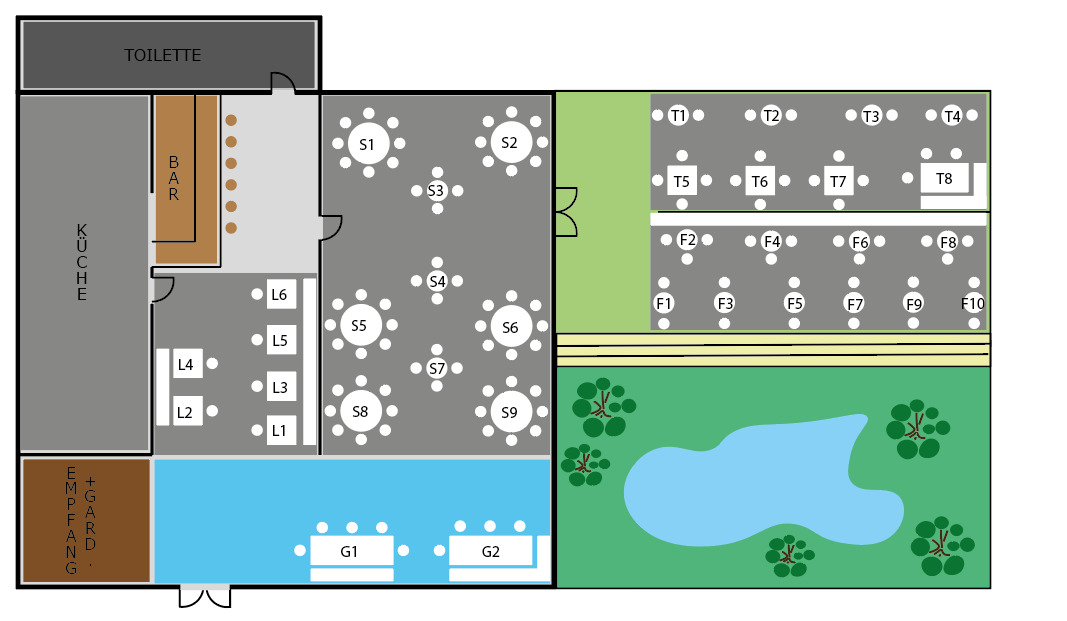 TOILETTE
BAR
KÜCHE
EMPFANG
+GARD.
S1
S2
S3
S4
S5
S6
S7
S8
S9
L6
L5
L4
L3
L2
L1
G1
G2
T1
T2
T3
T4
T5
T6
T7
T8
F2
F4
F6
F8
F1
F3
F5
F7
F9
F10